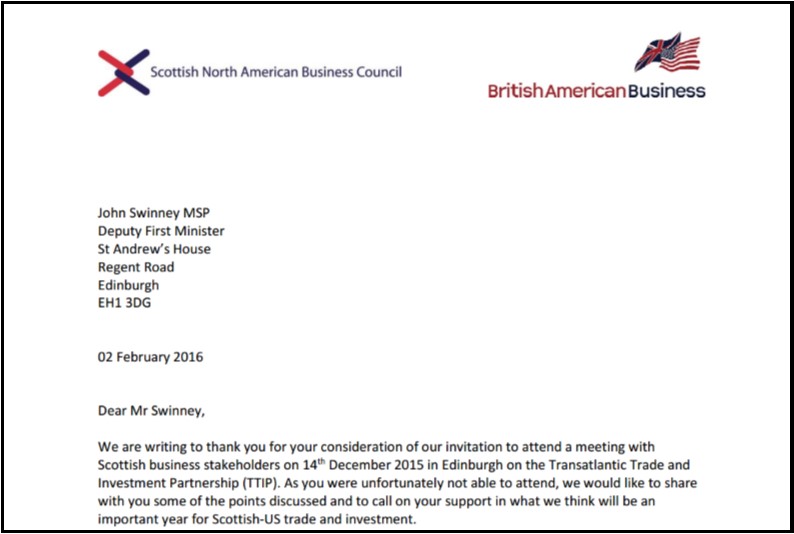 Scottish North American Business Council
British American Business
John Swinney MSP
Deputy First Minister
St Andrew's House
Regent Road
Edinburgh
EH1 3DG
02 February 2016
Dear Mr Swinney,
We are writing to thank you for your consideration of our invitation to attend a meeting with
Scottish business stakeholders on 14th December 2015 in Edinburgh on the Transatlantic Trade and
Investment Partnership (TTIP). As you were unfortunately not able to attend, we would like to share
with you some of the points discussed and to call on your support in what we think will be an
important year for Scottish-US trade and investment.